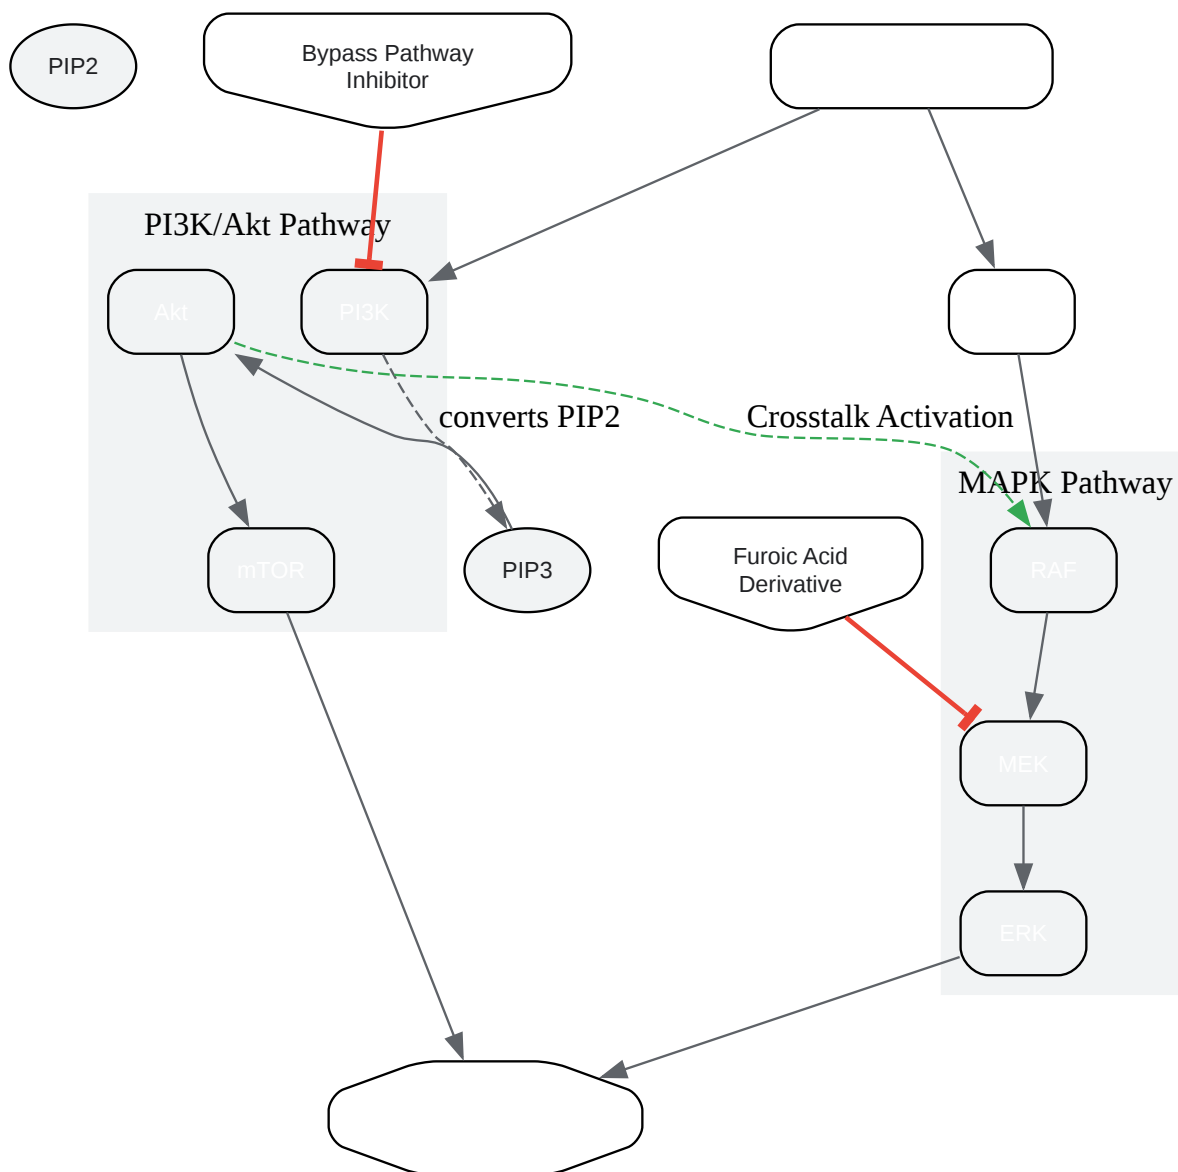 PIP2
Bypass Pathway
Inhibitor
PI3K/Akt Pathway
Akt
PI3K
converts PIP2
Crosstalk Activation
MAPK Pathway
mTOR
PIP3
Furoic Acid
Derivative
RAF
MEK
ERK